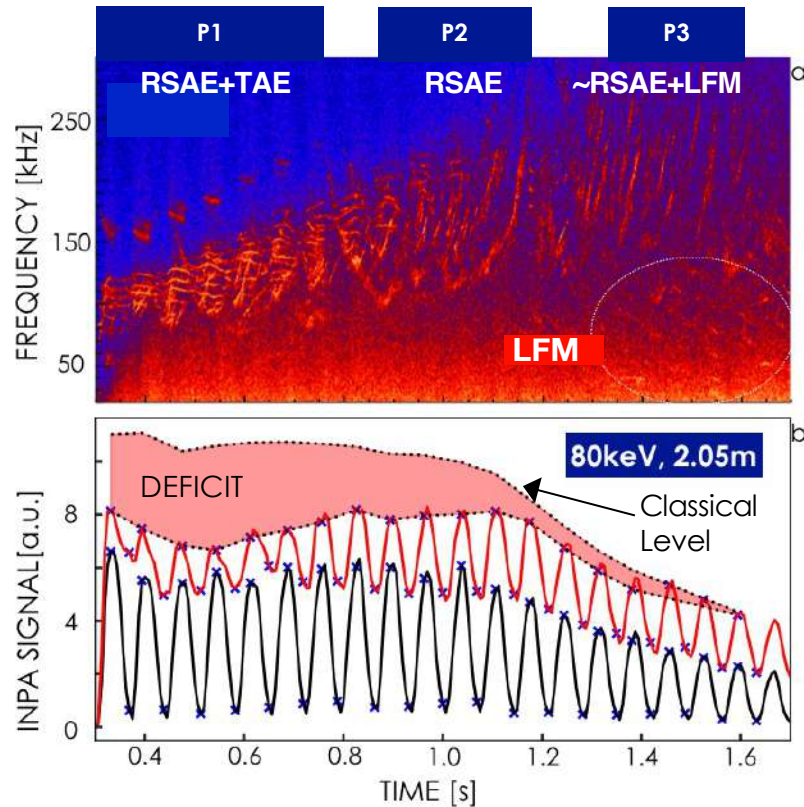 P1 P2 P3
RSAE+TAE RSAE ~RSAE+LFM
a
250
150
50
FREQUENCY [kHz]
LFM
b
80keV, 2.05m
DEFICIT
Classical
Level
8
4
0
INPA SIGNAL[a.u.]
0.4 0.6 0.8 1.0 1.2 1.4 1.6
TIME [s]